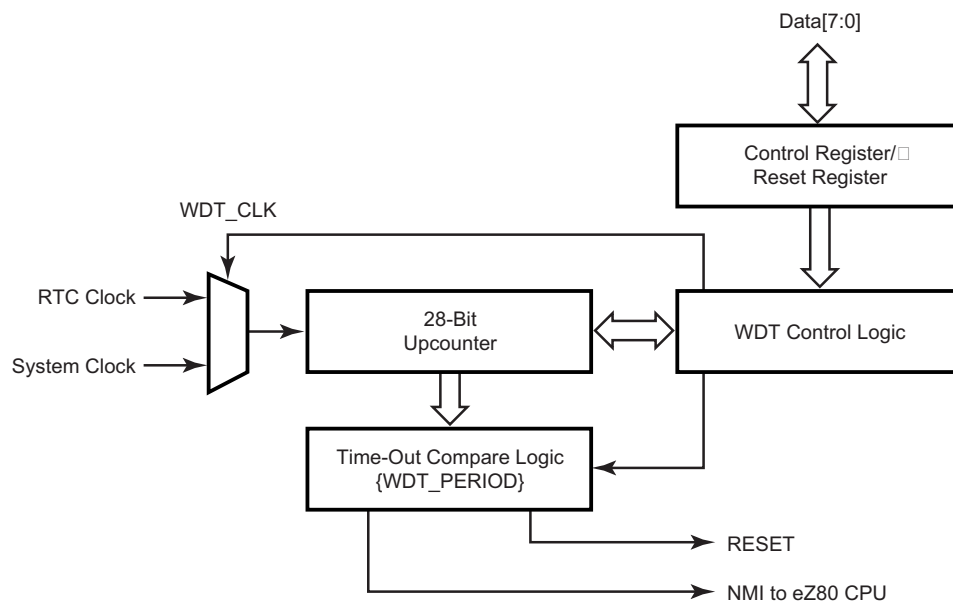 Data[7:0]
Control Register/□
Reset Register
WDT_CLK
RTC Clock
28-Bit
Upcounter
WDT Control Logic
System Clock
Time-Out Compare Logic
{WDT_PERIOD}
RESET
NMI to eZ80 CPU